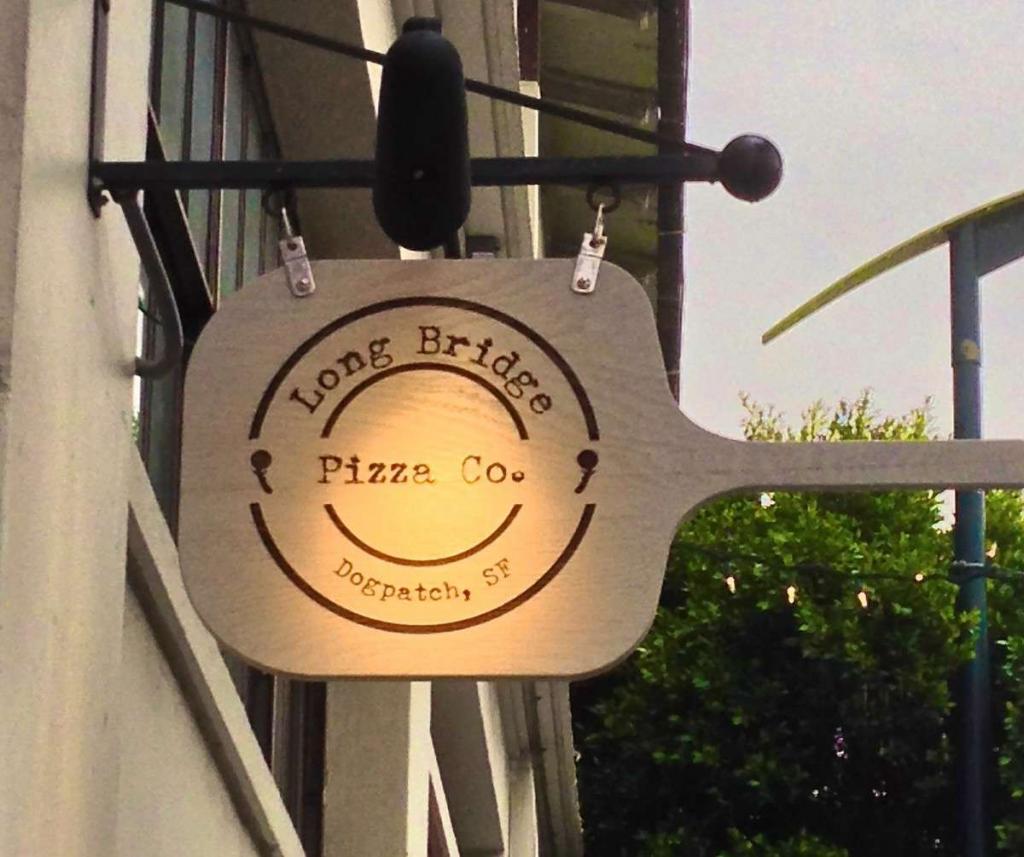 Long Bridge
Pizza Co.
Dogpatch, SF